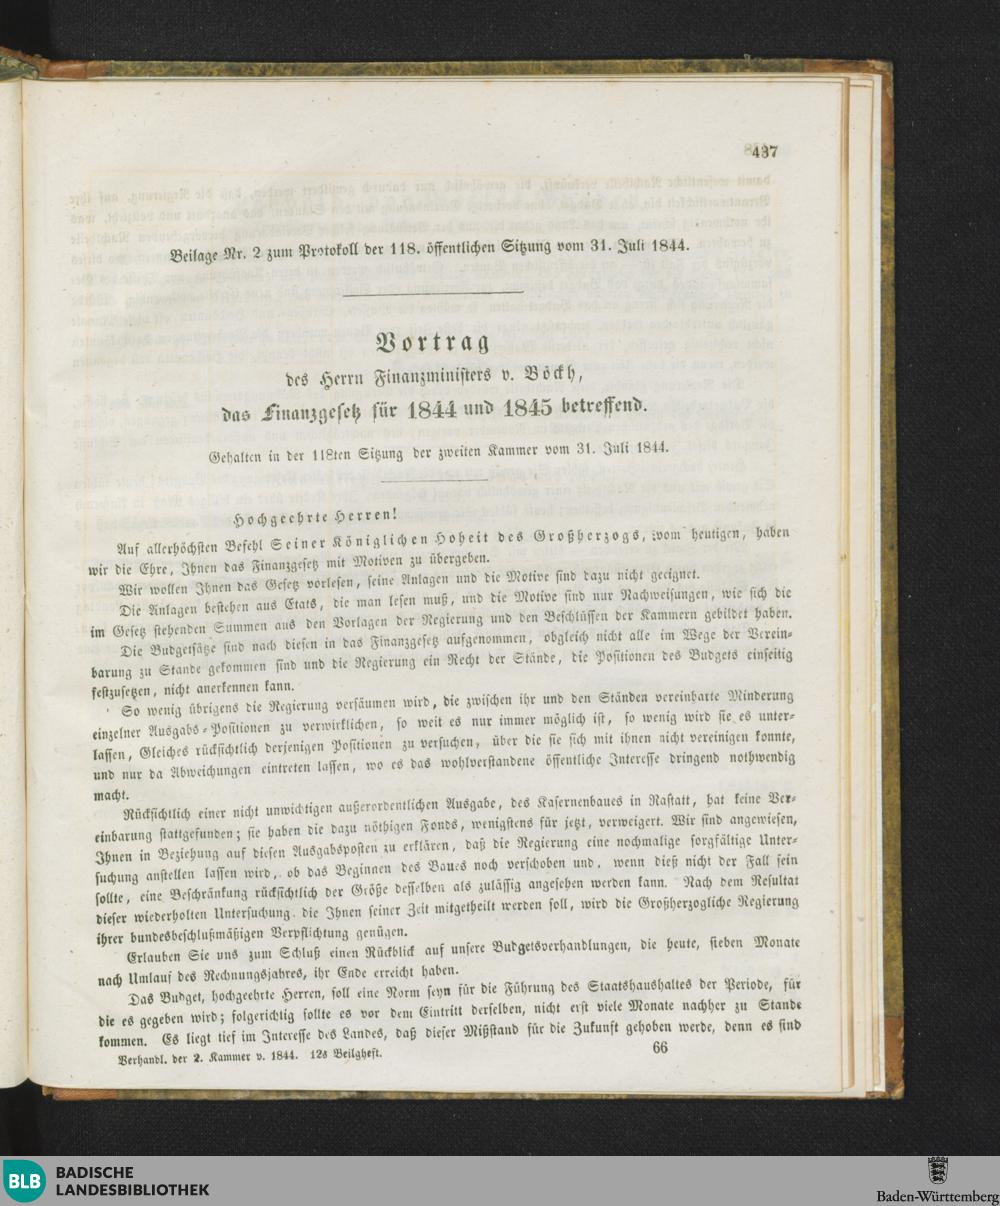 437
Beilage Nr. 2 zum Protokoll der 118. öffentlichen Sitzung vom 31. Juli 1844.
Vortrag
des Herrn Finanzministers v. Böckh,
das Finanzgesetz für 1844 und 1845 betreffend.
Gehalten in der 118ten Sitzung der zweiten Kammer vom 31. Juli 1844.
Hochgeehrte Herren!
Auf allerhöchsten Befehl Seiner Königlichen Hoheit des Großherzogs, vom heutigen, haben
wir die Ehre, Ihnen das Finanzgesetz mit Motiven zu übergeben.
Wir wollen Ihnen das Gesetz vorlesen, seine Anlagen und die Motive sind dazu nicht geeignet.
Die Anlagen bestehen aus Etats, die man lesen muß, und die Motive sind nur Nachweisungen, wie sich die
im Gesetz stehenden Summen aus den Vorlagen der Regierung und den Beschlüssen der Kammern gebildet haben.
Die Budgetsätze sind nach diesen in das Finanzgesetz aufgenommen, obgleich nicht alle im Wege der Verein-
barung zu Stande gekommen sind und die Regierung ein Recht der Stände, die Positionen des Budgets einseitig
festzusetzen, nicht anerkennen kann.
So wenig übrigens die Regierung versäumen wird, die zwischen ihr und den Ständen vereinbarte Minderung
einzelner Ausgabs-Positionen zu verwirklichen, so weit es nur immer möglich ist, so wenig wird sie es unter-
lassen, Gleiches rücksichtlich derjenigen Positionen zu versuchen, über die sie sich mit ihnen nicht vereinigen konnte,
und nur da Abweichungen eintreten lassen, wo es das wohlverstandene öffentliche Interesse dringend nothwendig
macht.
Rücksichtlich einer nicht unwichtigen außerordentlichen Ausgabe, des Kasernenbaues in Rastatt, hat keine Ver-
einbarung stattgefunden; sie haben die dazu nöthigen Fonds, wenigstens für jetzt, verweigert. Wir sind angewiesen,
Ihnen in Beziehung auf diesen Ausgabsposten zu erklären, daß die Regierung eine nochmalige sorgfältige Unter-
suchung anstellen lassen wird, ob das Beginnen des Baues noch verschoben und, wenn dieß nicht der Fall sein
sollte, eine Beschränkung rücksichtlich der Größe desselben als zulässig angesehen werden kann. Nach dem Resultat
dieser wiederholten Untersuchung, die Ihnen seiner Zeit mitgetheilt werden soll, wird die Großherzogliche Regierung
ihrer bundesbeschlußmäßigen Verpflichtung genügen.
Erlauben Sie uns zum Schluß einen Rückblick auf unsere Budgetsverhandlungen, die heute, sieben Monate
nach Umlauf des Rechnungsjahres, ihr Ende erreicht haben.
Das Budget, hochgeehrte Herren, soll eine Norm seyn für die Führung des Staatshaushaltes der Periode, für
die es gegeben wird; folgerichtig sollte es vor dem Eintritt derselben, nicht erst viele Monate nachher zu Stande
kommen. Es liegt tief im Interesse des Landes, daß dieser Mißstand für die Zukunft gehoben werde, denn es sind
Verhandl. der 2. Kammer v. 1844. 12s Beilgheft.
66
BLB
BADISCHE
LANDESBIBLIOTHEK
Baden-Württemberg